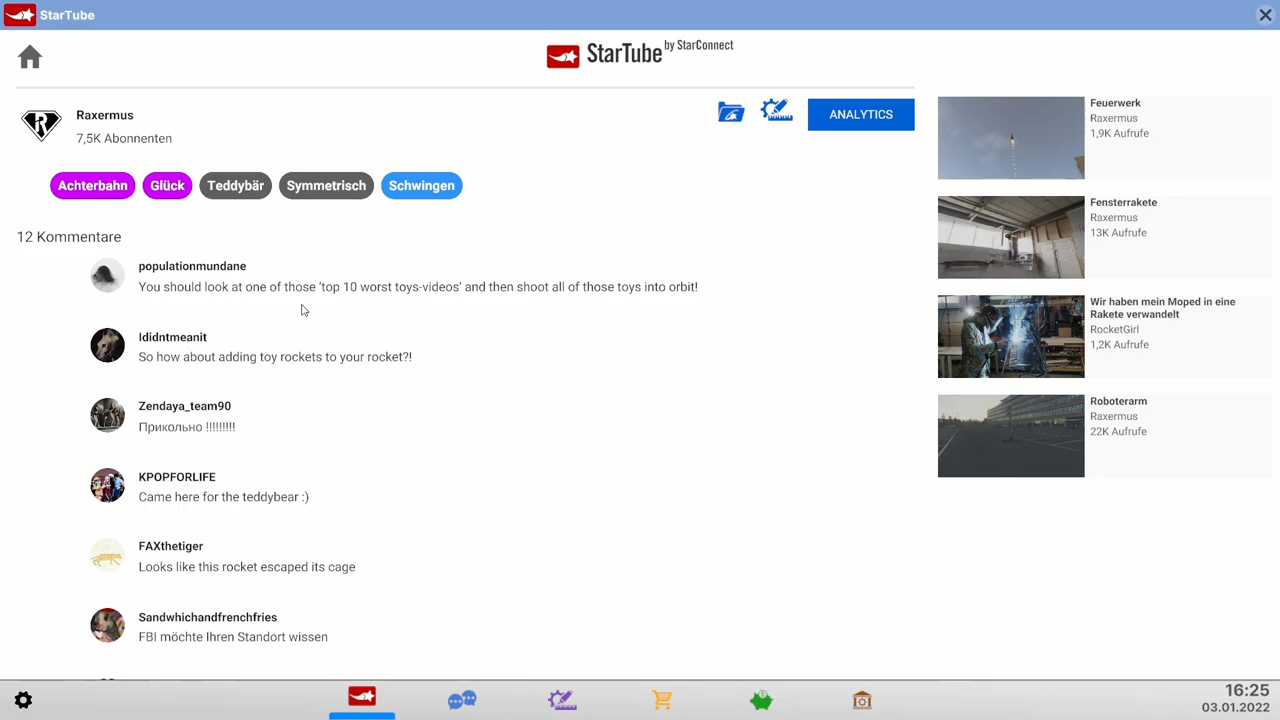 StarTube
StarTube by StarConnect
Raxermus
7,5K Abonnenten
ANALYTICS
Achterbahn Glück Teddybär Symmetrisch Schwingen
12 Kommentare
populationmundane
You should look at one of those 'top 10 worst toys-videos' and then shoot all of those toys into orbit!
Ididntmeanit
So how about adding toy rockets to your rocket?!
Zendaya_team90
Прикольно !!!!!!!!!
KPOPFORLIFE
Came here for the teddybear :)
FAXthetiger
Looks like this rocket escaped its cage
Sandwhichandfrenchfries
FBI möchte Ihren Standort wissen
Feuerwerk
Raxermus
1,9K Aufrufe
Fensterrakete
Raxermus
13K Aufrufe
Wir haben mein Moped in eine
Rakete verwandelt
RocketGirl
1,2K Aufrufe
Roboterarm
Raxermus
22K Aufrufe
16:25
03.01.2022